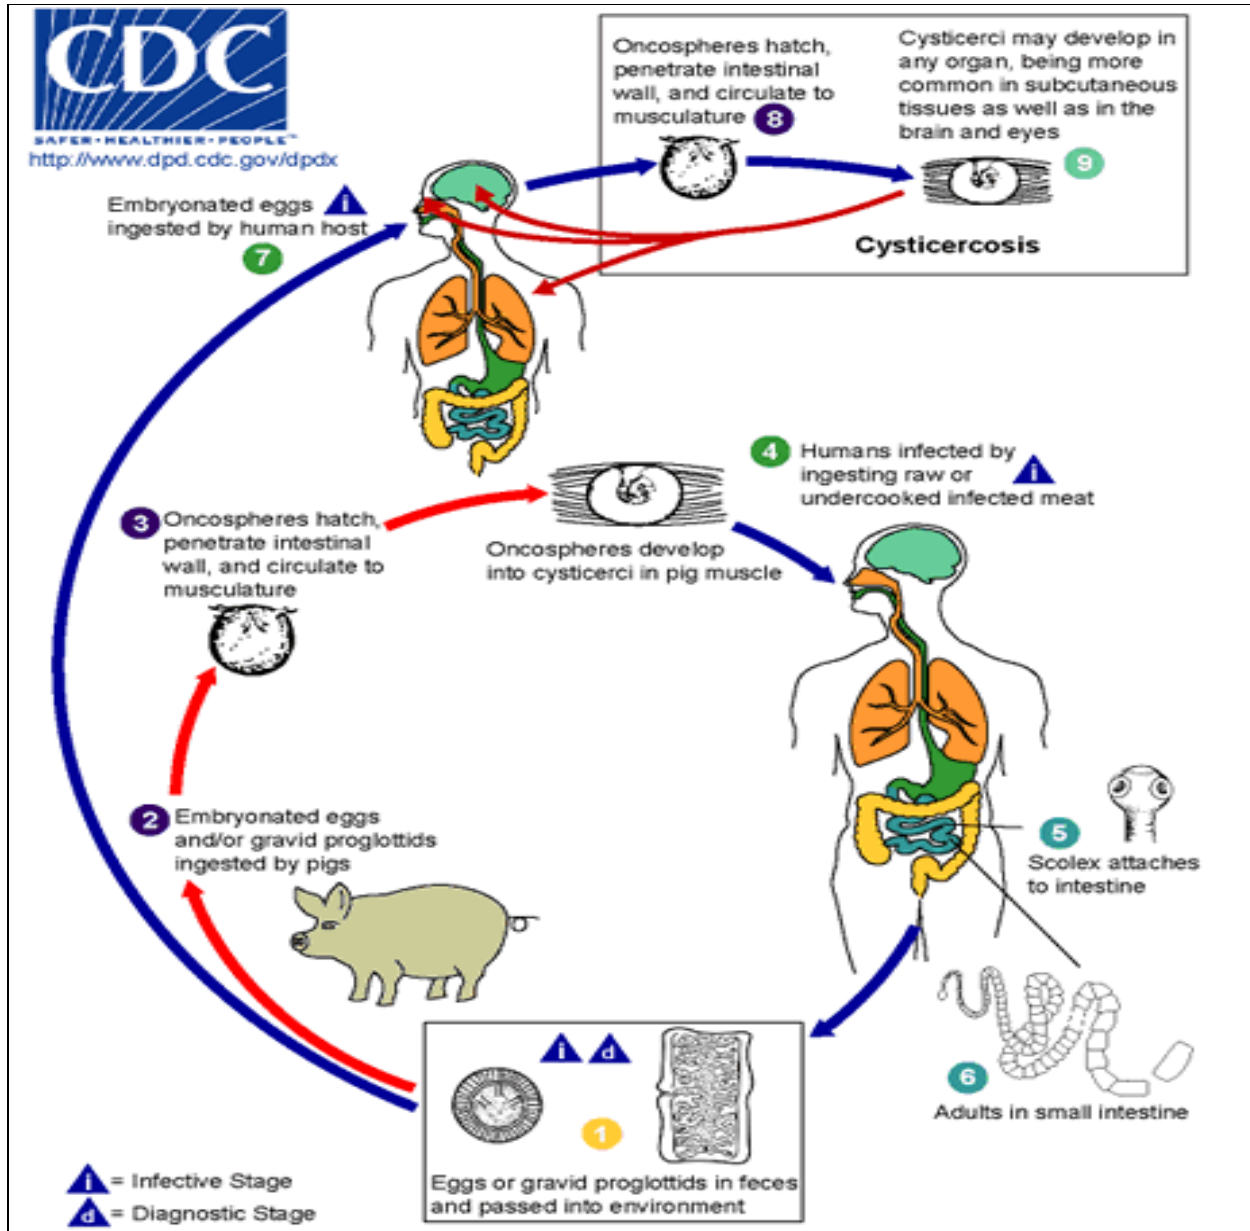 CDC
SAFER • HEALTHIER • PEOPLE™
http://www.dpd.cdc.gov/dpdx
Oncospheres hatch,
penetrate intestinal
wall, and circulate to
musculature 8
Cysticerci may develop in
any organ, being more
common in subcutaneous
tissues as well as in the
brain and eyes
9
Cysticercosis
Embryonated eggs i
ingested by human host
7
4 Humans infected by
ingesting raw or i
undercooked infected meat
3 Oncospheres hatch,
penetrate intestinal
wall, and circulate to
musculature
Oncospheres develop
into cysticerci in pig muscle
2 Embryonated eggs
and/or gravid proglottids
ingested by pigs
5
Scolex attaches
to intestine
6
Adults in small intestine
i d
1
Eggs or gravid proglottids in feces
and passed into environment
i = Infective Stage
d = Diagnostic Stage